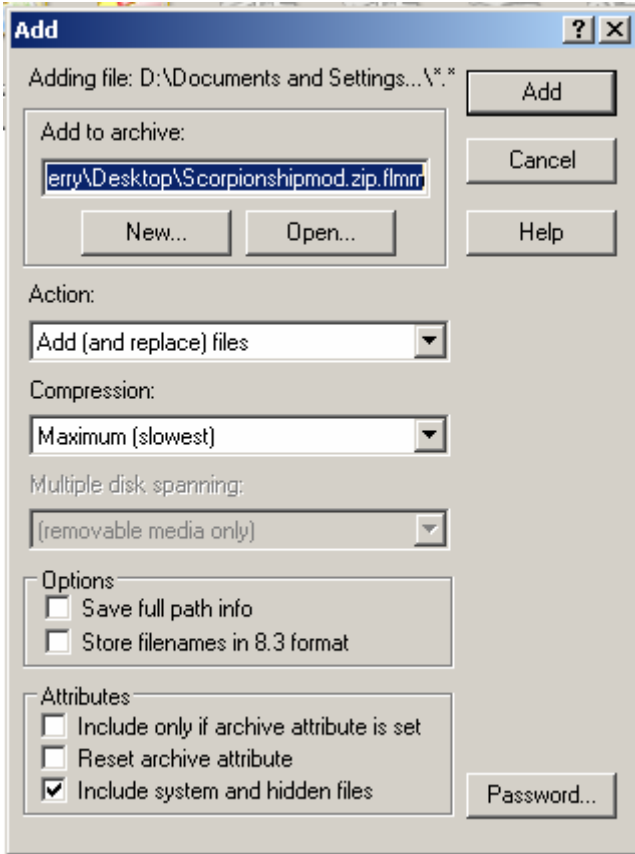 Add
Adding file: D:\Documents and Settings...\*.*
Add
Add to archive:
erry\Desktop\Scorpionshipmod.zip.flmm
Cancel
New...
Open...
Help
Action:
Add (and replace) files
Compression:
Maximum (slowest)
Multiple disk spanning:
(removable media only)
Options
Save full path info
Store filenames in 8.3 format
Attributes
Include only if archive attribute is set
Reset archive attribute
Include system and hidden files
Password...